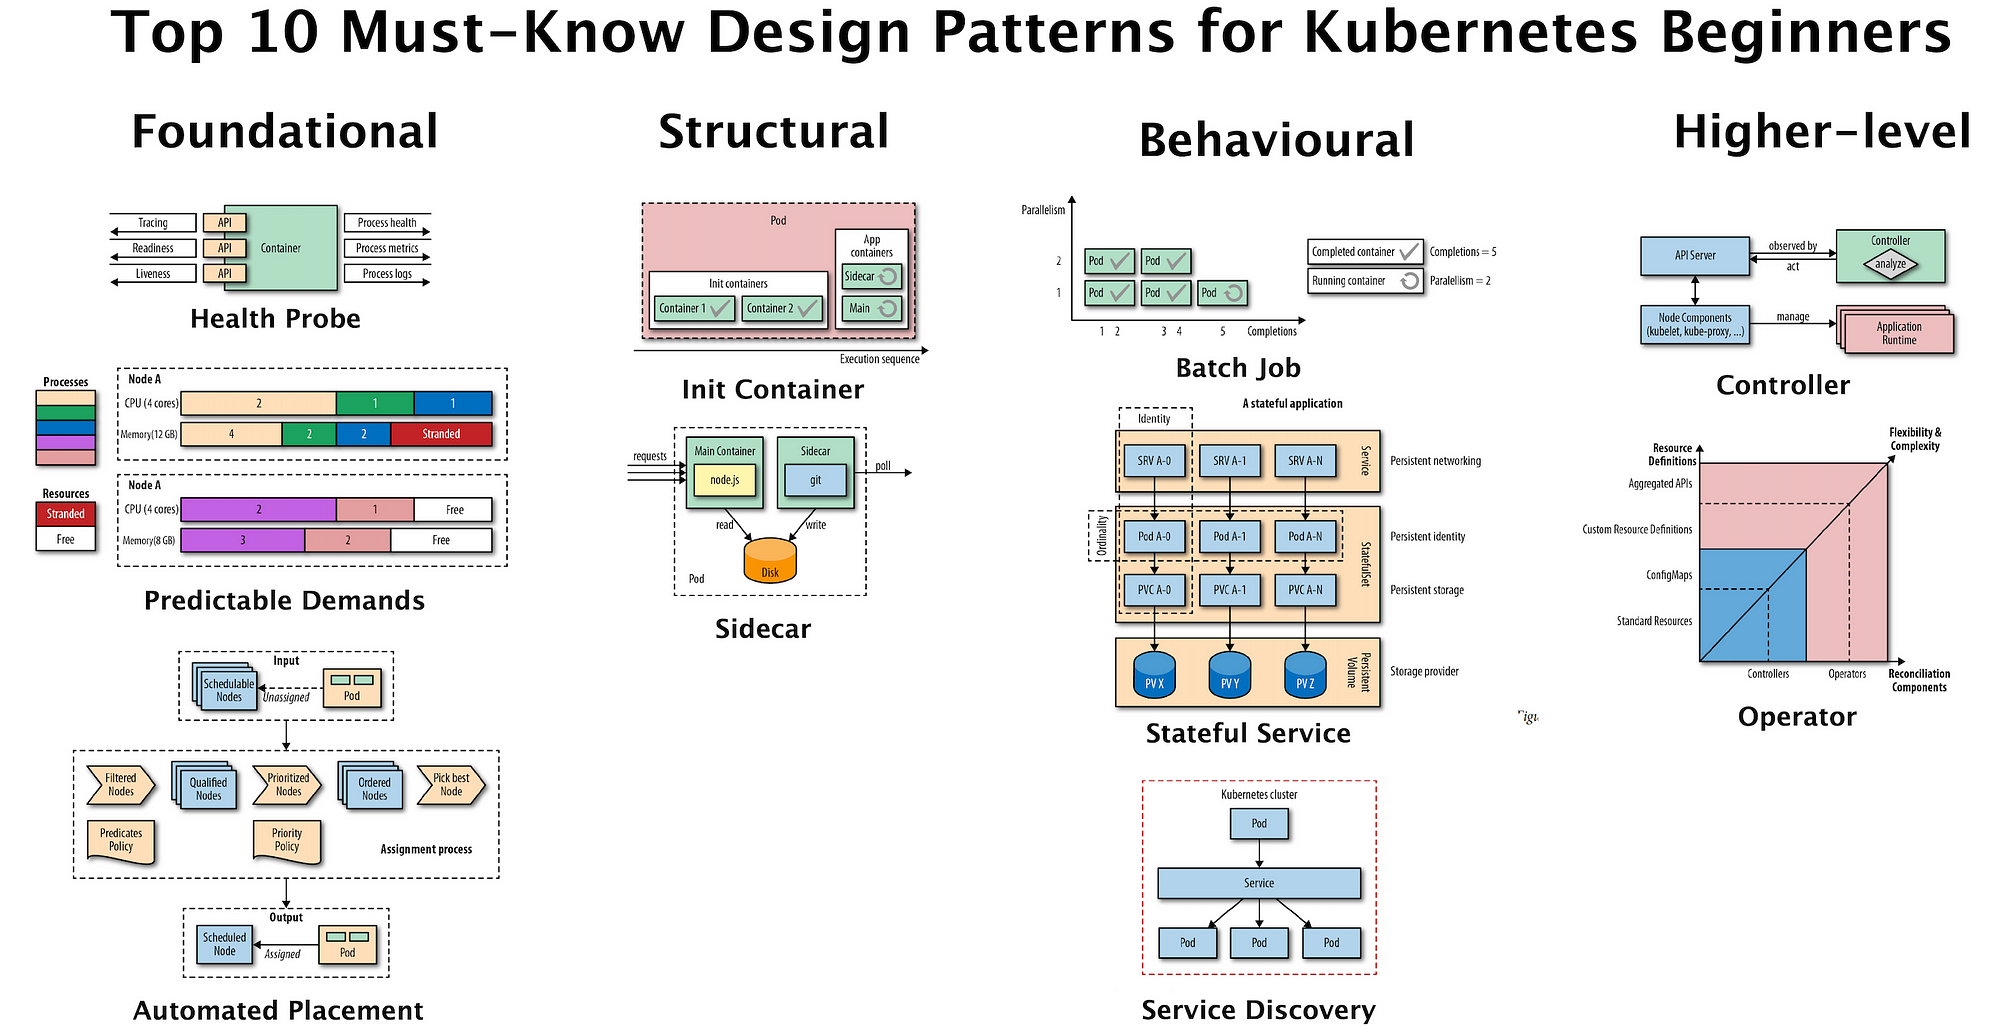 Top 10 Must-Know Design Patterns for Kubernetes Beginners
Foundational
Tracing
Readiness
Liveness
API
API
API
Container
Process health
Process metrics
Process logs
Health Probe
Processes
Resources
Stranded
Free
Node A
CPU (4 cores)
2
1
1
Memory(12 GB)
4
2
2
Stranded
Node A
CPU (4 cores)
2
1
Free
Memory(8 GB)
3
2
Free
Predictable Demands
Input
Schedulable
Nodes
Unassigned
Pod
Filtered
Nodes
Qualified
Nodes
Prioritized
Nodes
Ordered
Nodes
Pick best
Node
Predicates
Policy
Priority
Policy
Assignment process
Output
Scheduled
Node
Assigned
Pod
Automated Placement
Structural
Pod
Init containers
Container 1
Container 2
App
containers
Sidecar
Main
Execution sequence
Init Container
requests
Main Container
node.js
Sidecar
git
poll
read
write
Disk
Pod
Sidecar
Behavioural
Parallelism
2
1
Pod
Pod
Pod
Pod
Pod
1
2
3
4
5
Completions
Completed container
Completions = 5
Running container
Paralelism = 2
Batch Job
A stateful application
Identity
SRV A-0
SRV A-1
SRV A-N
Service
Persistent networking
Ordinality
Pod A-0
Pod A-1
Pod A-N
StatefulSet
Persistent identity
PVC A-0
PVC A-1
PVC A-N
Persistent storage
PV X
PV Y
PV Z
Persistent
Volume
Storage provider
Stateful Service
Kubernetes cluster
Pod
Service
Pod
Pod
Pod
Service Discovery
Higher-level
API Server
observed by
act
Controller
analyze
Node Components
(kubelet, kube-proxy, ...)
manage
Application
Runtime
Controller
Resource
Definitions
Flexibility &
Complexity
Aggregated APIs
Custom Resource Definitions
ConfigMaps
Standard Resources
Controllers
Operators
Reconciliation
Components
Operator